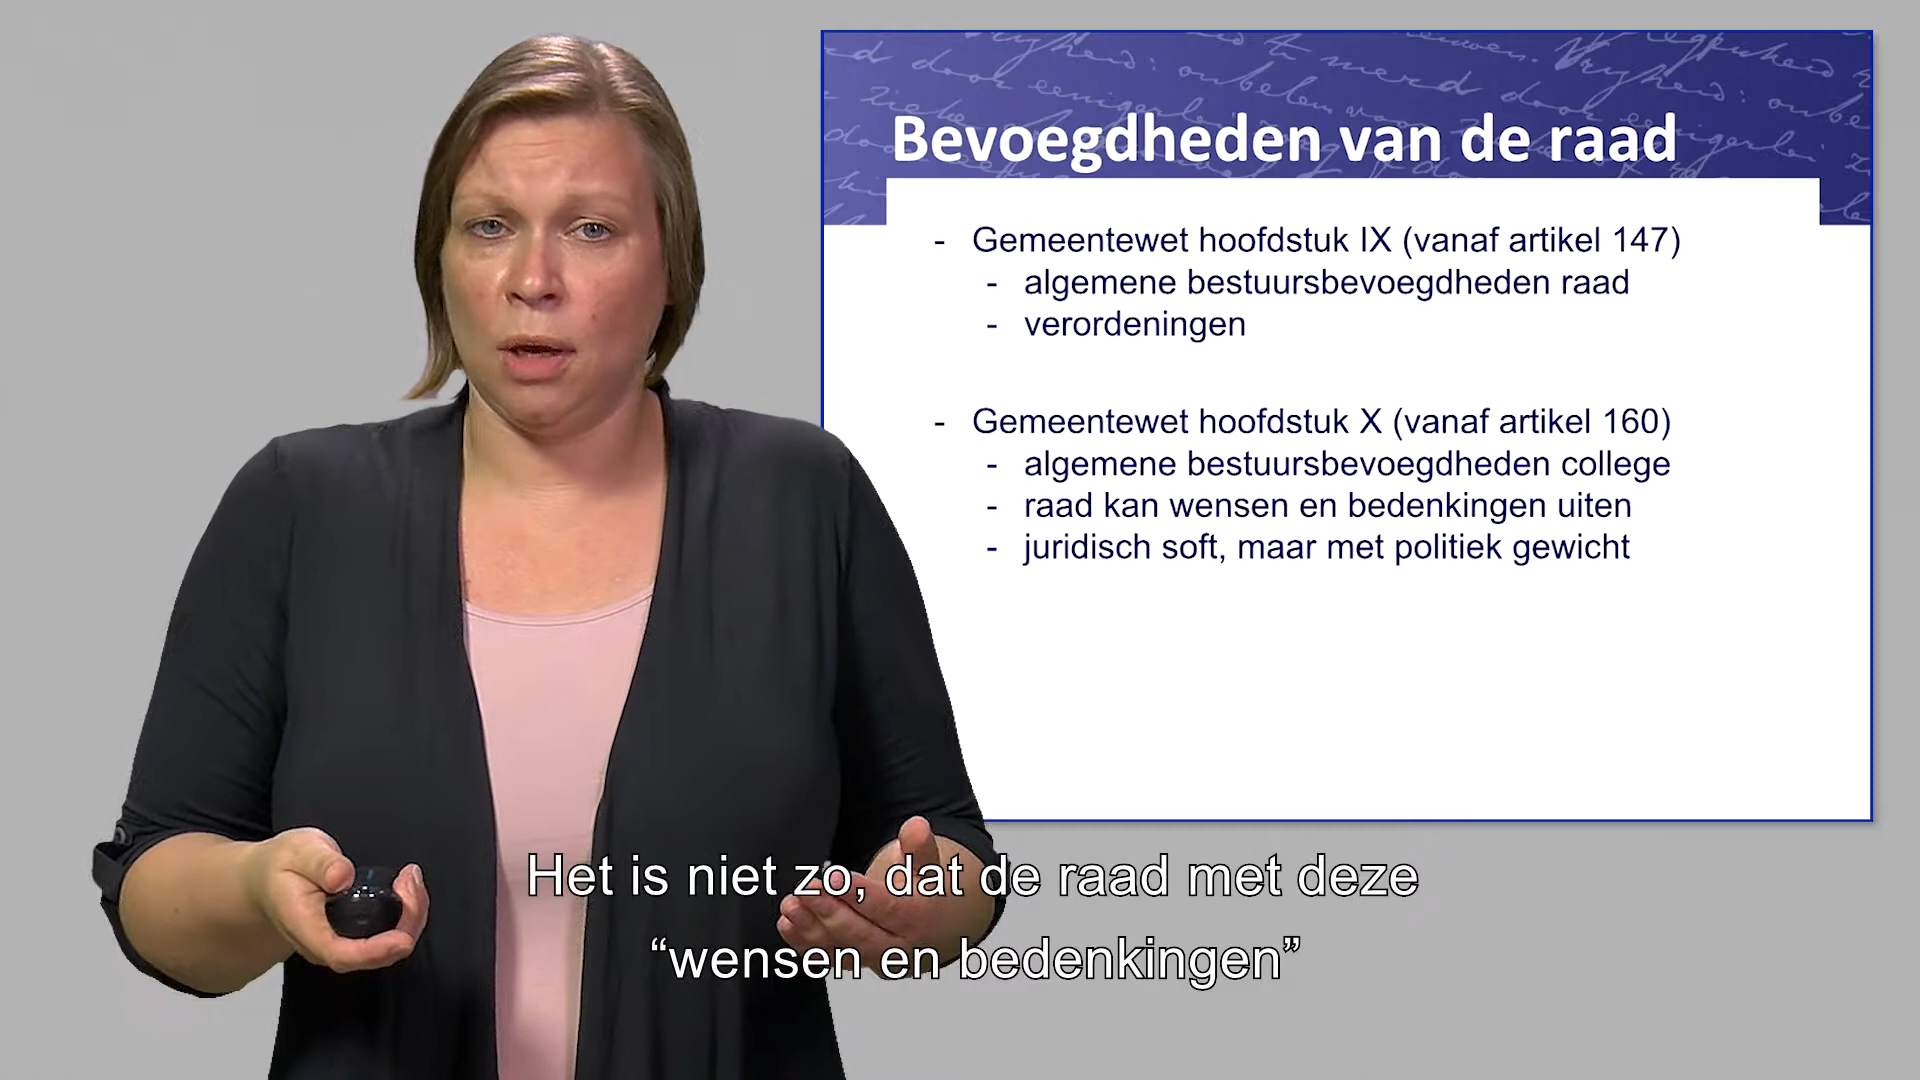 Bevoegdheden van de raad
- Gemeentewet hoofdstuk IX (vanaf artikel 147)
- algemene bestuursbevoegdheden raad
- verordeningen
- Gemeentewet hoofdstuk X (vanaf artikel 160)
- algemene bestuursbevoegdheden college
- raad kan wensen en bedenkingen uiten
- juridisch soft, maar met politiek gewicht
Het is niet zo, dat de raad met deze
“wensen en bedenkingen”